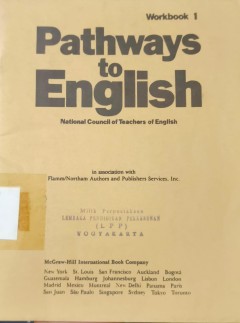 Workbook 1
Pathways
to
English
National Council of Teachers of English
in association with
Flamm/Northam Authors and Publishers Services, Inc.
Milik Perpustakaan
LEMBAGA PENDIDIKAN PERKEBUNAN
( L P P )
YOGYAKARTA
McGraw-Hill International Book Company
New York St. Louis San Francisco Auckland Bogotá
Guatemala Hamburg Johannesburg Lisbon London
Madrid Mexico Montreal New Delhi Panama Paris
San Juan São Paulo Singapore Sydney Tokyo Toronto